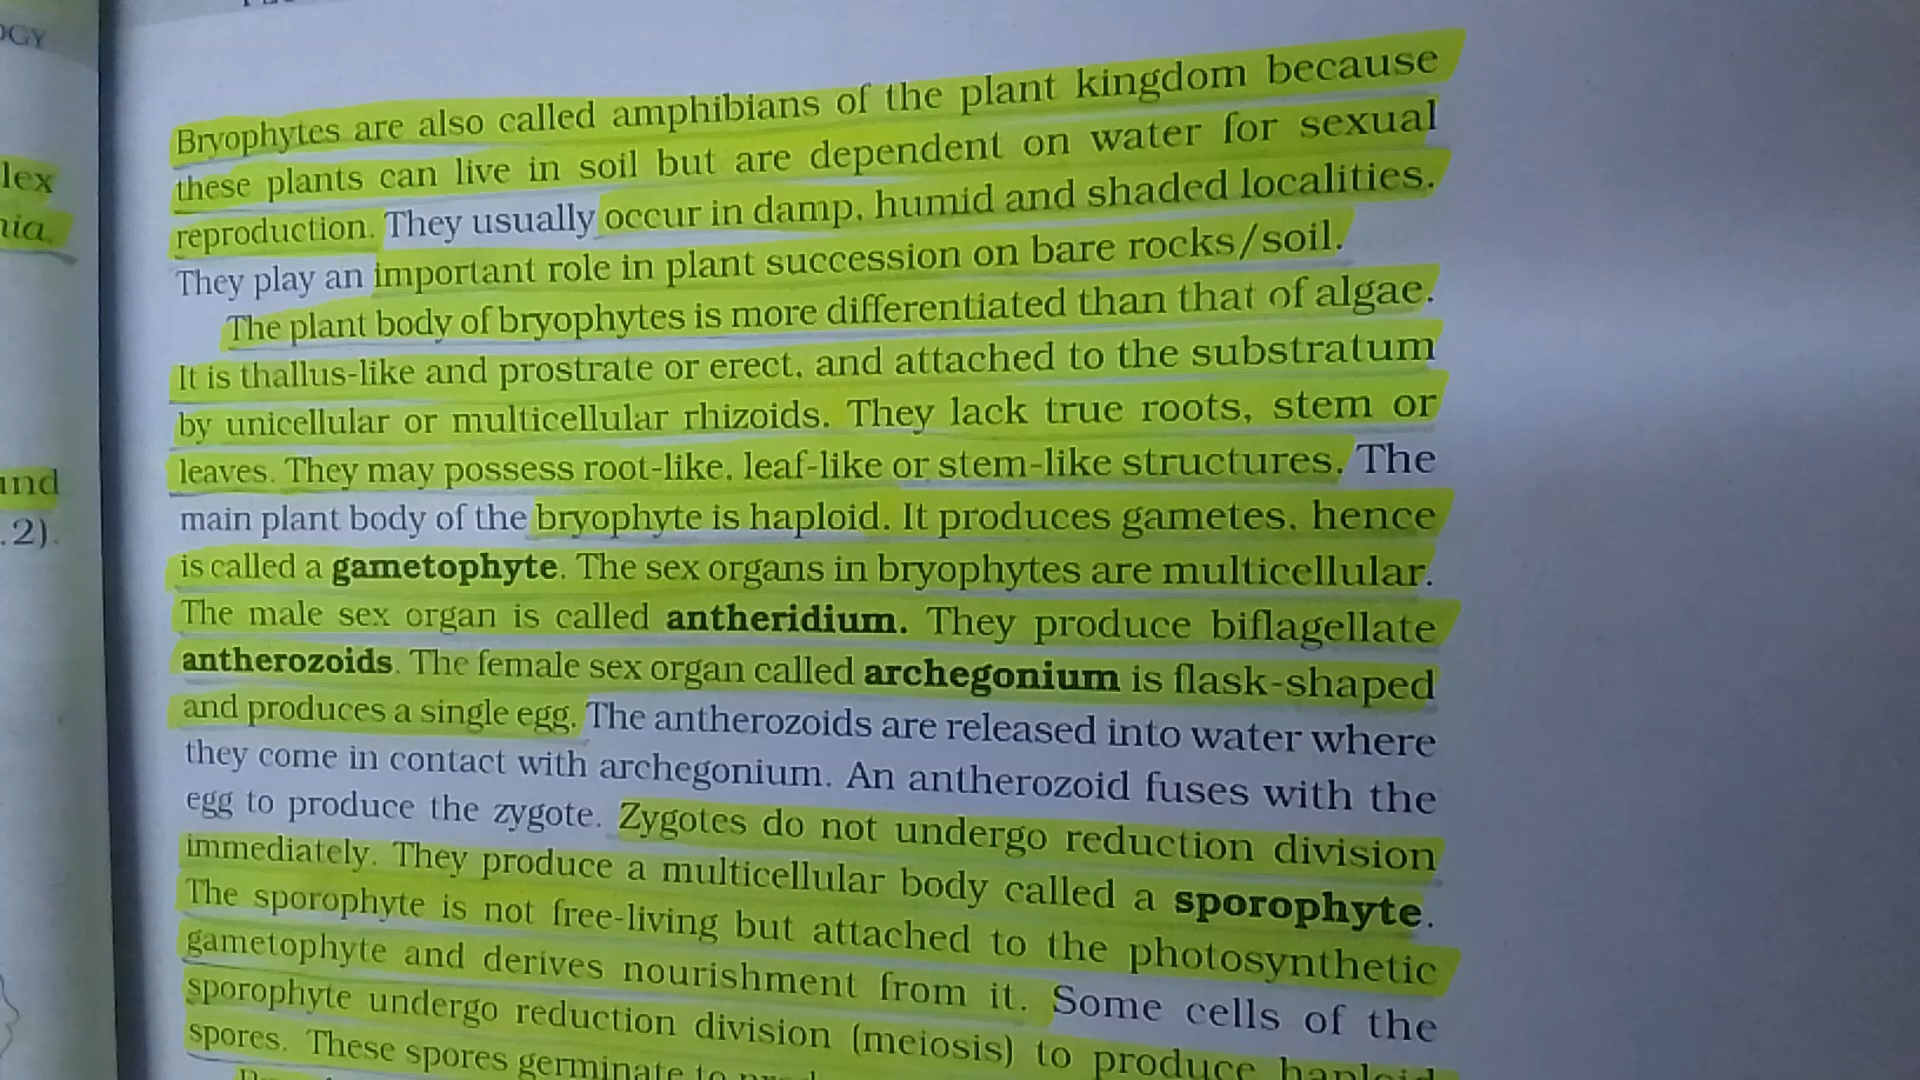 OGY
lex
nia.
und
.2).
Bryophytes are also called amphibians of the plant kingdom because
these plants can live in soil but are dependent on water for sexual
reproduction. They usually occur in damp, humid and shaded localities.
They play an important role in plant succession on bare rocks/soil.
The plant body of bryophytes is more differentiated than that of algae.
It is thallus-like and prostrate or erect, and attached to the substratum
by unicellular or multicellular rhizoids. They lack true roots, stem or
leaves. They may possess root-like, leaf-like or stem-like structures. The
main plant body of the bryophyte is haploid. It produces gametes, hence
is called a gametophyte. The sex organs in bryophytes are multicellular.
The male sex organ is called antheridium. They produce biflagellate
antherozoids. The female sex organ called archegonium is flask-shaped
and produces a single egg. The antherozoids are released into water where
they come in contact with archegonium. An antherozoid fuses with the
egg to produce the zygote. Zygotes do not undergo reduction division
immediately. They produce a multicellular body called a sporophyte.
The sporophyte is not free-living but attached to the photosynthetic
gametophyte and derives nourishment from it. Some cells of the
sporophyte undergo reduction division (meiosis) to produce haploid
spores. These spores germinate to